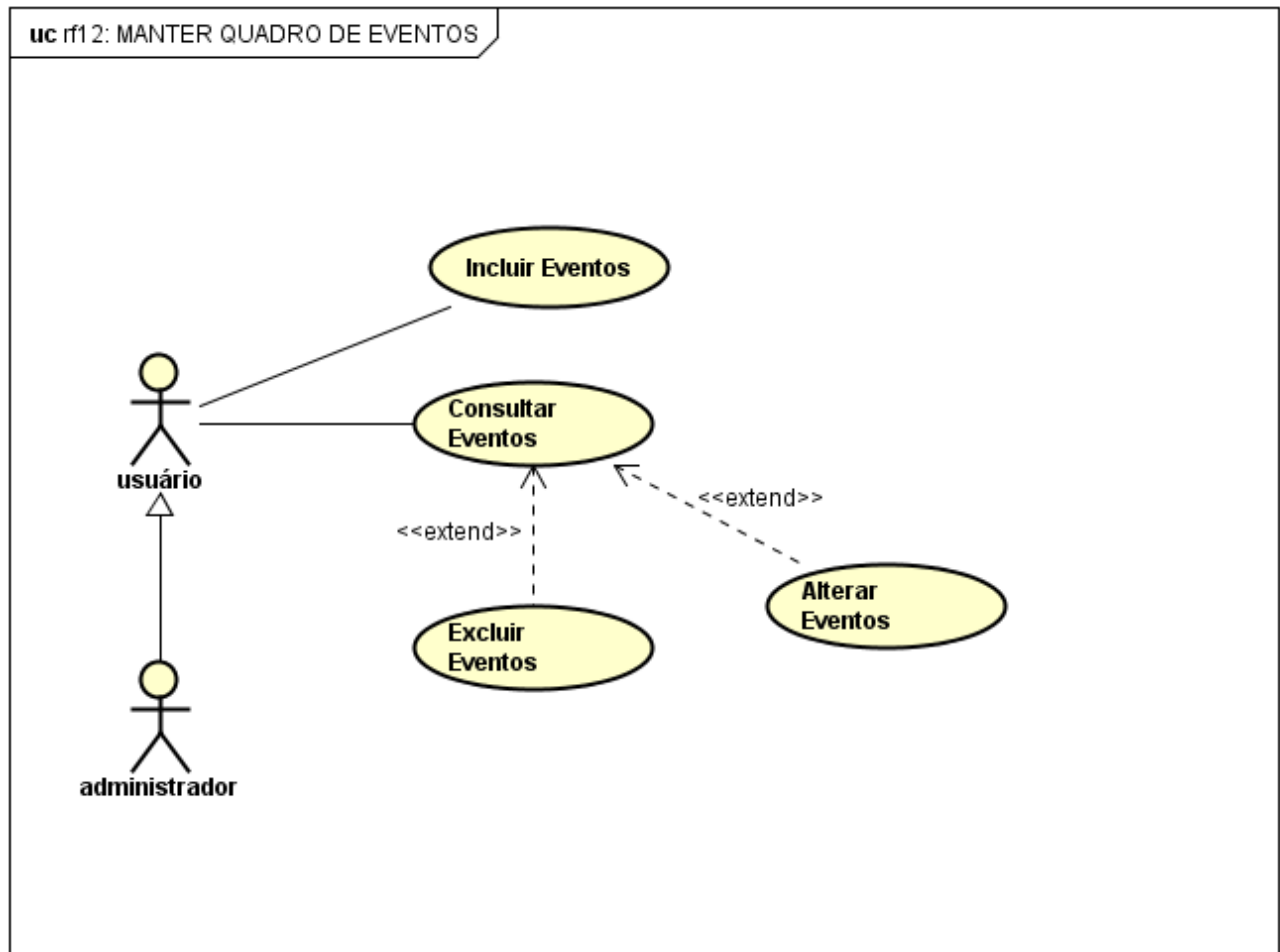 uc rf12: MANTER QUADRO DE EVENTOS
Incluir Eventos
Consultar
Eventos
usuário
<<extend>>
<<extend>>
Alterar
Eventos
Excluir
Eventos
administrador